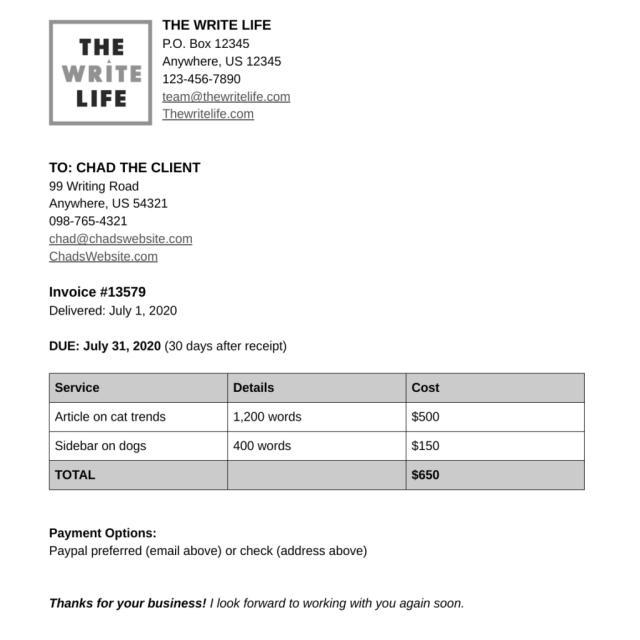 THE
WRITE
LIFE
THE WRITE LIFE
P.O. Box 12345
Anywhere, US 12345
123-456-7890
team@thewritelife.com
Thewritelife.com
TO: CHAD THE CLIENT
99 Writing Road
Anywhere, US 54321
098-765-4321
chad@chadswebsite.com
ChadsWebsite.com
Invoice #13579
Delivered: July 1, 2020
DUE: July 31, 2020 (30 days after receipt)
Service Details Cost
Article on cat trends 1,200 words $500
Sidebar on dogs 400 words $150
TOTAL $650
Payment Options:
Paypal preferred (email above) or check (address above)
Thanks for your business! I look forward to working with you again soon.